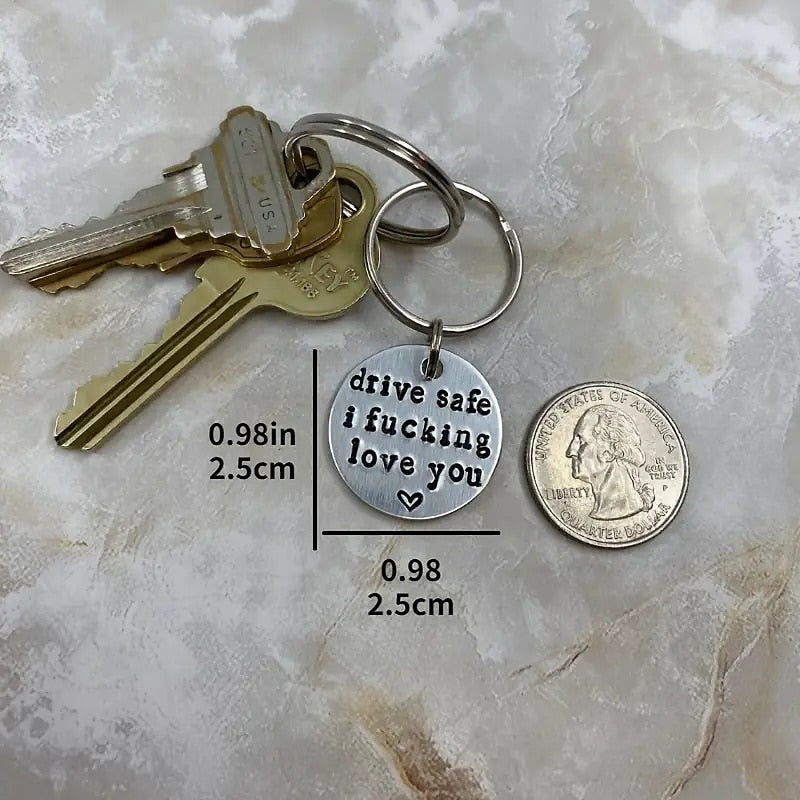 USA
KEY™
drive safe
i fucking
love you
0.98in
2.5cm
0.98
2.5cm
UNITED STATES OF AMERICA
LIBERTY
IN
GOD WE
TRUST
P
QUARTER DOLLAR